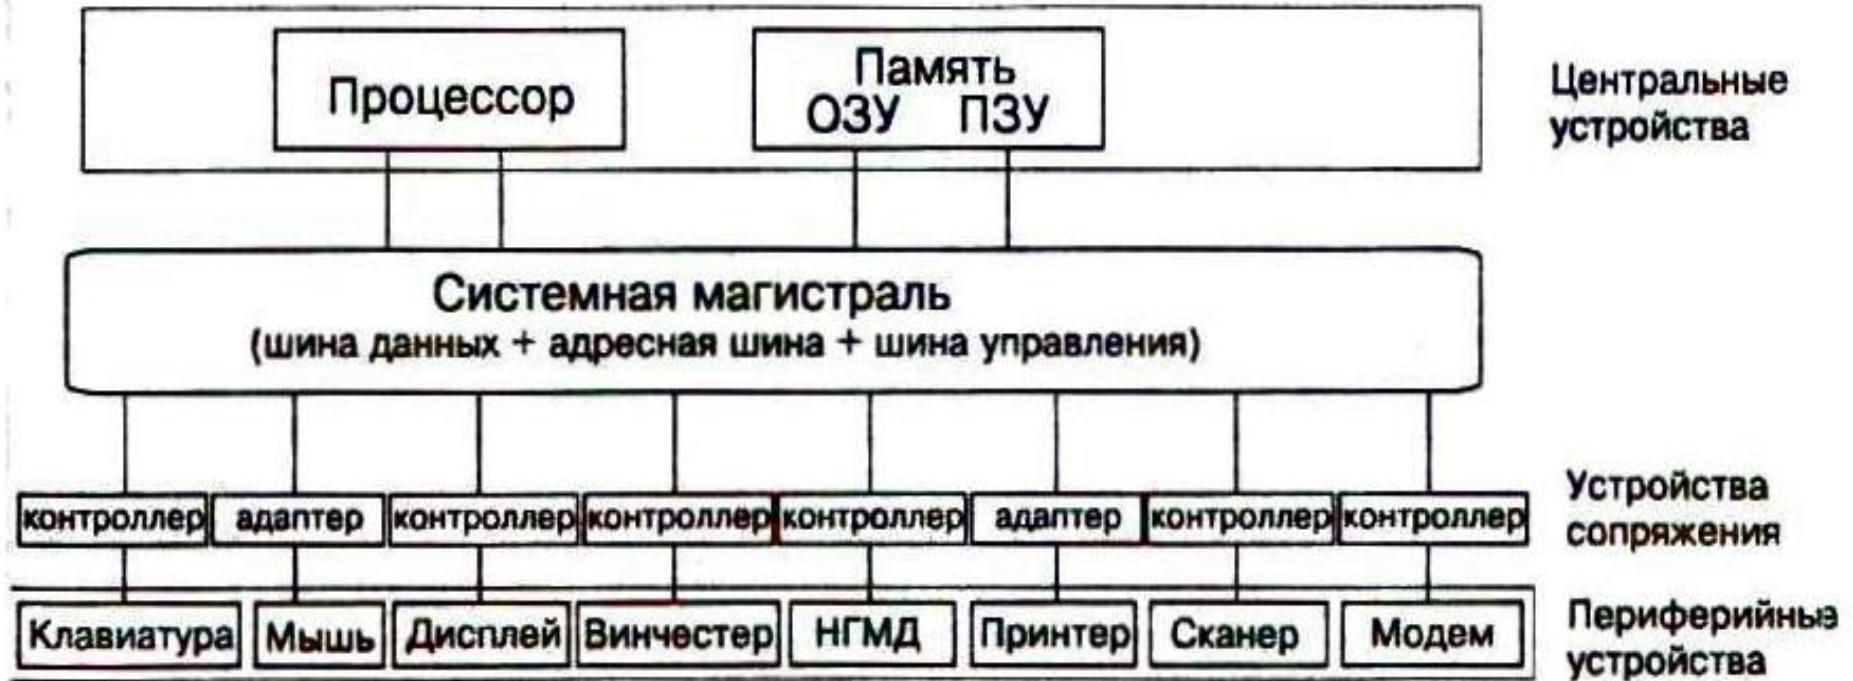 Процессор
Память
ОЗУ ПЗУ
Центральные
устройства
Системная магистраль
(шина данных + адресная шина + шина управления)
контроллер адаптер контроллер контроллер контроллер адаптер контроллер контроллер
Устройства
сопряжения
Клавиатура Мышь Дисплей Винчестер НГМД Принтер Сканер Модем
Периферийные
устройства